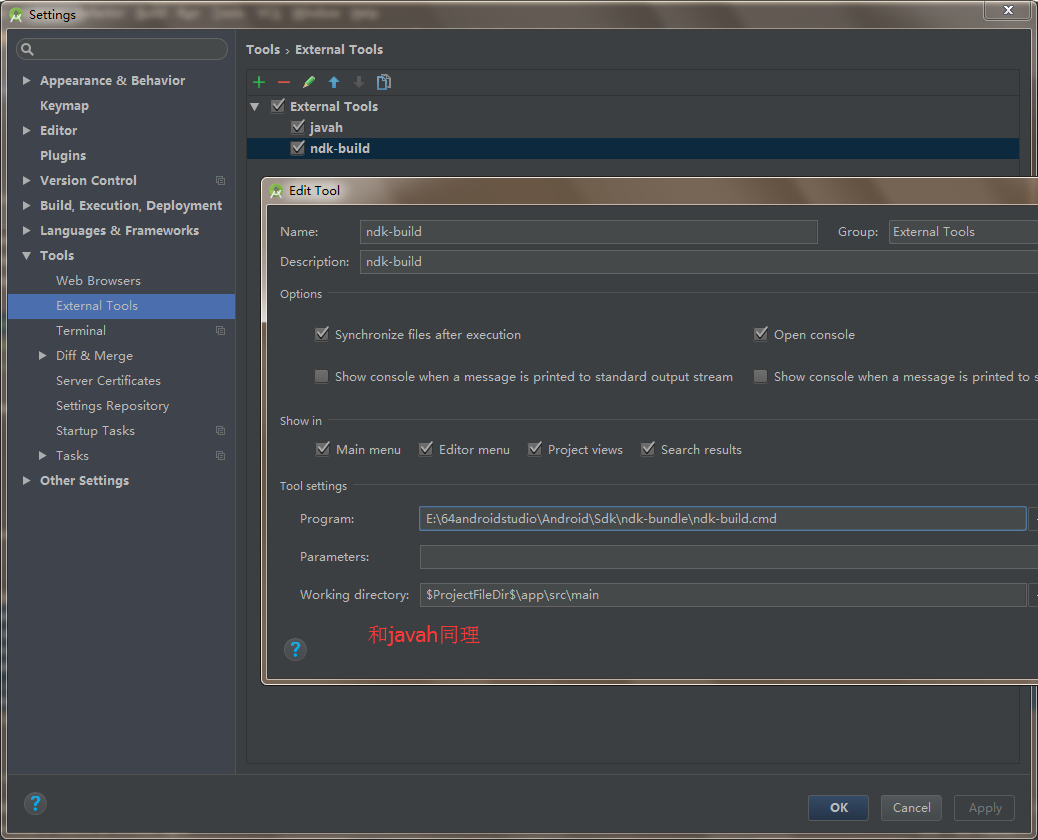 Settings
Tools › External Tools
Appearance & Behavior
Keymap
Editor
Plugins
Version Control
Build, Execution, Deployment
Languages & Frameworks
Tools
Web Browsers
External Tools
Terminal
Diff & Merge
Server Certificates
Settings Repository
Startup Tasks
Tasks
Other Settings
External Tools
javah
ndk-build
Edit Tool
Name: ndk-build Group: External Tools
Description: ndk-build
Options
Synchronize files after execution Open console
Show console when a message is printed to standard output stream Show console when a message is printed to s
Show in
Main menu Editor menu Project views Search results
Tool settings
Program: E:\64androidstudio\Android\Sdk\ndk-bundle\ndk-build.cmd
Parameters:
Working directory: $ProjectFileDir$\app\src\main
和javah同理
OK Cancel Apply